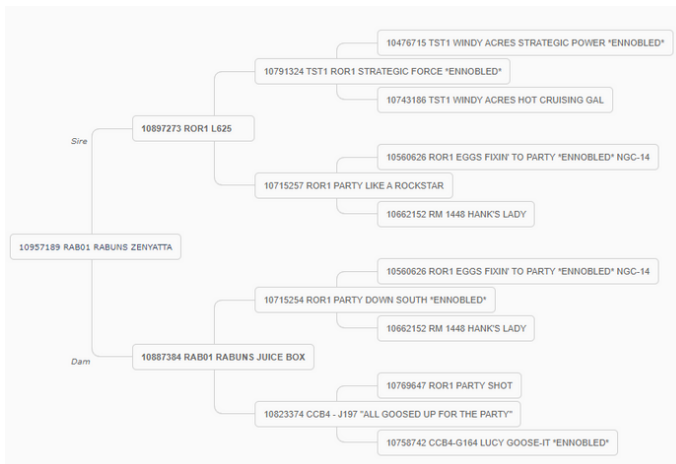 10476715 TST1 WINDY ACRES STRATEGIC POWER *ENNOBLED*
10791324 TST1 ROR1 STRATEGIC FORCE *ENNOBLED*
10743186 TST1 WINDY ACRES HOT CRUISING GAL
10897273 ROR1 L625
Sire
10560626 ROR1 EGGS FIXIN' TO PARTY *ENNOBLED* NGC-14
10715257 ROR1 PARTY LIKE A ROCKSTAR
10662152 RM 1448 HANK'S LADY
10957189 RAB01 RABUNS ZENYATTA
10560626 ROR1 EGGS FIXIN' TO PARTY *ENNOBLED* NGC-14
10715254 ROR1 PARTY DOWN SOUTH *ENNOBLED*
10662152 RM 1448 HANK'S LADY
10887384 RAB01 RABUNS JUICE BOX
Dam
10769647 ROR1 PARTY SHOT
10823374 CCB4 - J197 "ALL GOOSED UP FOR THE PARTY"
10758742 CCB4-G164 LUCY GOOSE-IT *ENNOBLED*